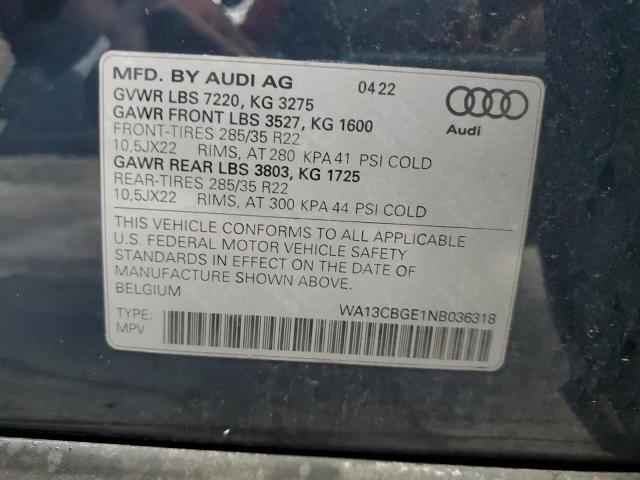 MFD. BY AUDI AG 0422
GVWR LBS 7220, KG 3275
GAWR FRONT LBS 3527, KG 1600
FRONT-TIRES 285/35 R22
10,5JX22 RIMS, AT 280 KPA 41 PSI COLD
GAWR REAR LBS 3803, KG 1725
REAR-TIRES 285/35 R22
10,5JX22 RIMS, AT 300 KPA 44 PSI COLD
Audi
THIS VEHICLE CONFORMS TO ALL APPLICABLE
U.S. FEDERAL MOTOR VEHICLE SAFETY
STANDARDS IN EFFECT ON THE DATE OF
MANUFACTURE SHOWN ABOVE.
BELGIUM
WA13CBGE1NB036318
TYPE:
MPV